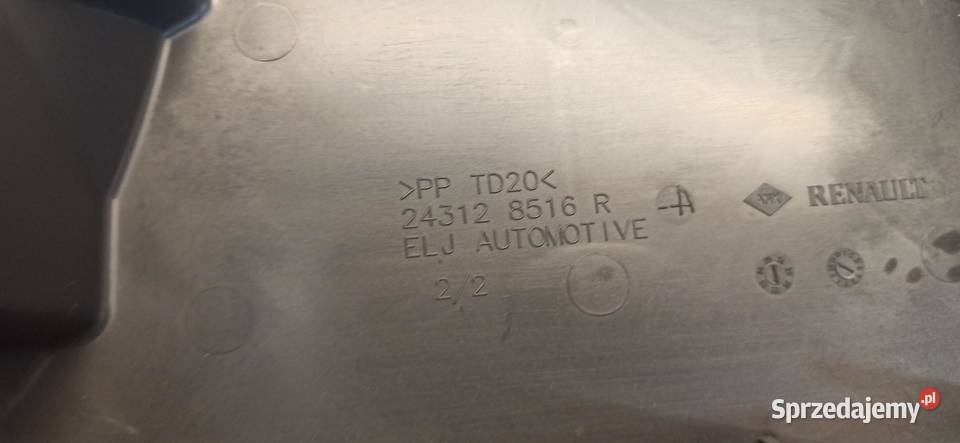 >PP TD20<
24312 8516 R -A
RENAULT
ELJ AUTOMOTIVE
2/2
Sprzedajemy.pl